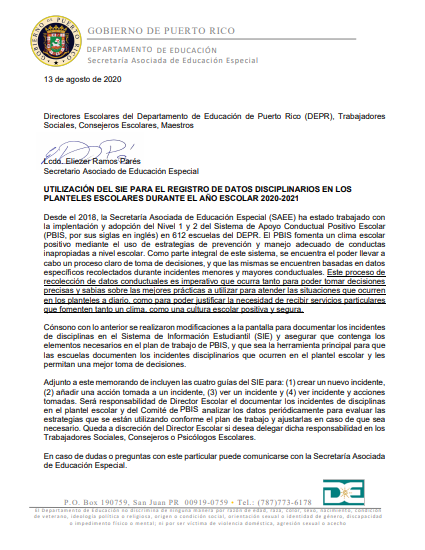 GOBIERNO DE PUERTO RICO
DEPARTAMENTO DE EDUCACIÓN
Secretaría Asociada de Educación Especial
13 de agosto de 2020
Directores Escolares del Departamento de Educación de Puerto Rico (DEPR), Trabajadores
Sociales, Consejeros Escolares, Maestros
Lcdo. Eliezer Ramos Parés
Secretario Asociado de Educación Especial
UTILIZACIÓN DEL SIE PARA EL REGISTRO DE DATOS DISCIPLINARIOS EN LOS
PLANTELES ESCOLARES DURANTE EL AÑO ESCOLAR 2020-2021
Desde el 2018, la Secretaría Asociada de Educación Especial (SAEE) ha estado trabajado con
la implentación y adopción del Nivel 1 y 2 del Sistema de Apoyo Conductual Positivo Escolar
(PBIS, por sus siglas en inglés) en 612 escuelas del DEPR. El PBIS fomenta un clima escolar
positivo mediante el uso de estrategias de prevención y manejo adecuado de conductas
inapropiadas a nivel escolar. Como parte integral de este sistema, se encuentra el poder llevar a
cabo un proceso claro de toma de decisiones, y que las mismas se encuentren basadas en datos
específicos recolectados durante incidentes menores y mayores conductuales. Este proceso de
recolección de datos conductuales es imperativo que ocurra tanto para poder tomar decisiones
precisas y sabias sobre las mejores prácticas a utilizar para atender las situaciones que ocurren
en los planteles a diario, como para poder justificar la necesidad de recibir servicios particulares
que fomenten tanto un clima, como una cultura escolar positiva y segura.
Cónsono con lo anterior se realizaron modificaciones a la pantalla para documentar los incidentes
de disciplinas en el Sistema de Información Estudiantil (SIE) y asegurar que contenga los
elementos necesarios en el plan de trabajo de PBIS, y que sea la herramienta principal para que
las escuelas documenten los incidentes disciplinarios que ocurren en el plantel escolar y les
permitan una mejor toma de decisiones.
Adjunto a este memorando de incluyen las cuatro guías del SIE para: (1) crear un nuevo incidente,
(2) añadir una acción tomada a un incidente, (3) ver un incidente y (4) ver incidente y acciones
tomadas. Será responsabilidad de Director Escolar el documentar los incidentes de disciplinas
en el plantel escolar y del Comité de PBIS analizar los datos periódicamente para evaluar las
estrategias que se están utilizando conforme el plan de trabajo y ajustarlas en caso de que sea
necesario. Queda a discreción del Director Escolar si desea delegar dicha responsabilidad en los
Trabajadores Sociales, Consejeros o Psicólogos Escolares.
En caso de dudas o preguntas con este particular puede comunicarse con la Secretaría Asociada
de Educación Especial.
P.O. Box 190759, San Juan PR 00919-0759 • Tel.: (787)773-6178
El Departamento de Educación no discrimina de ninguna manera por razón de edad, raza, color, sexo, nacimiento, condición
de veterano, ideología política o religiosa, origen o condición social, orientación sexual o identidad de género, discapacidad
o impedimento físico o mental; ni por ser víctima de violencia doméstica, agresión sexual o acecho
DE